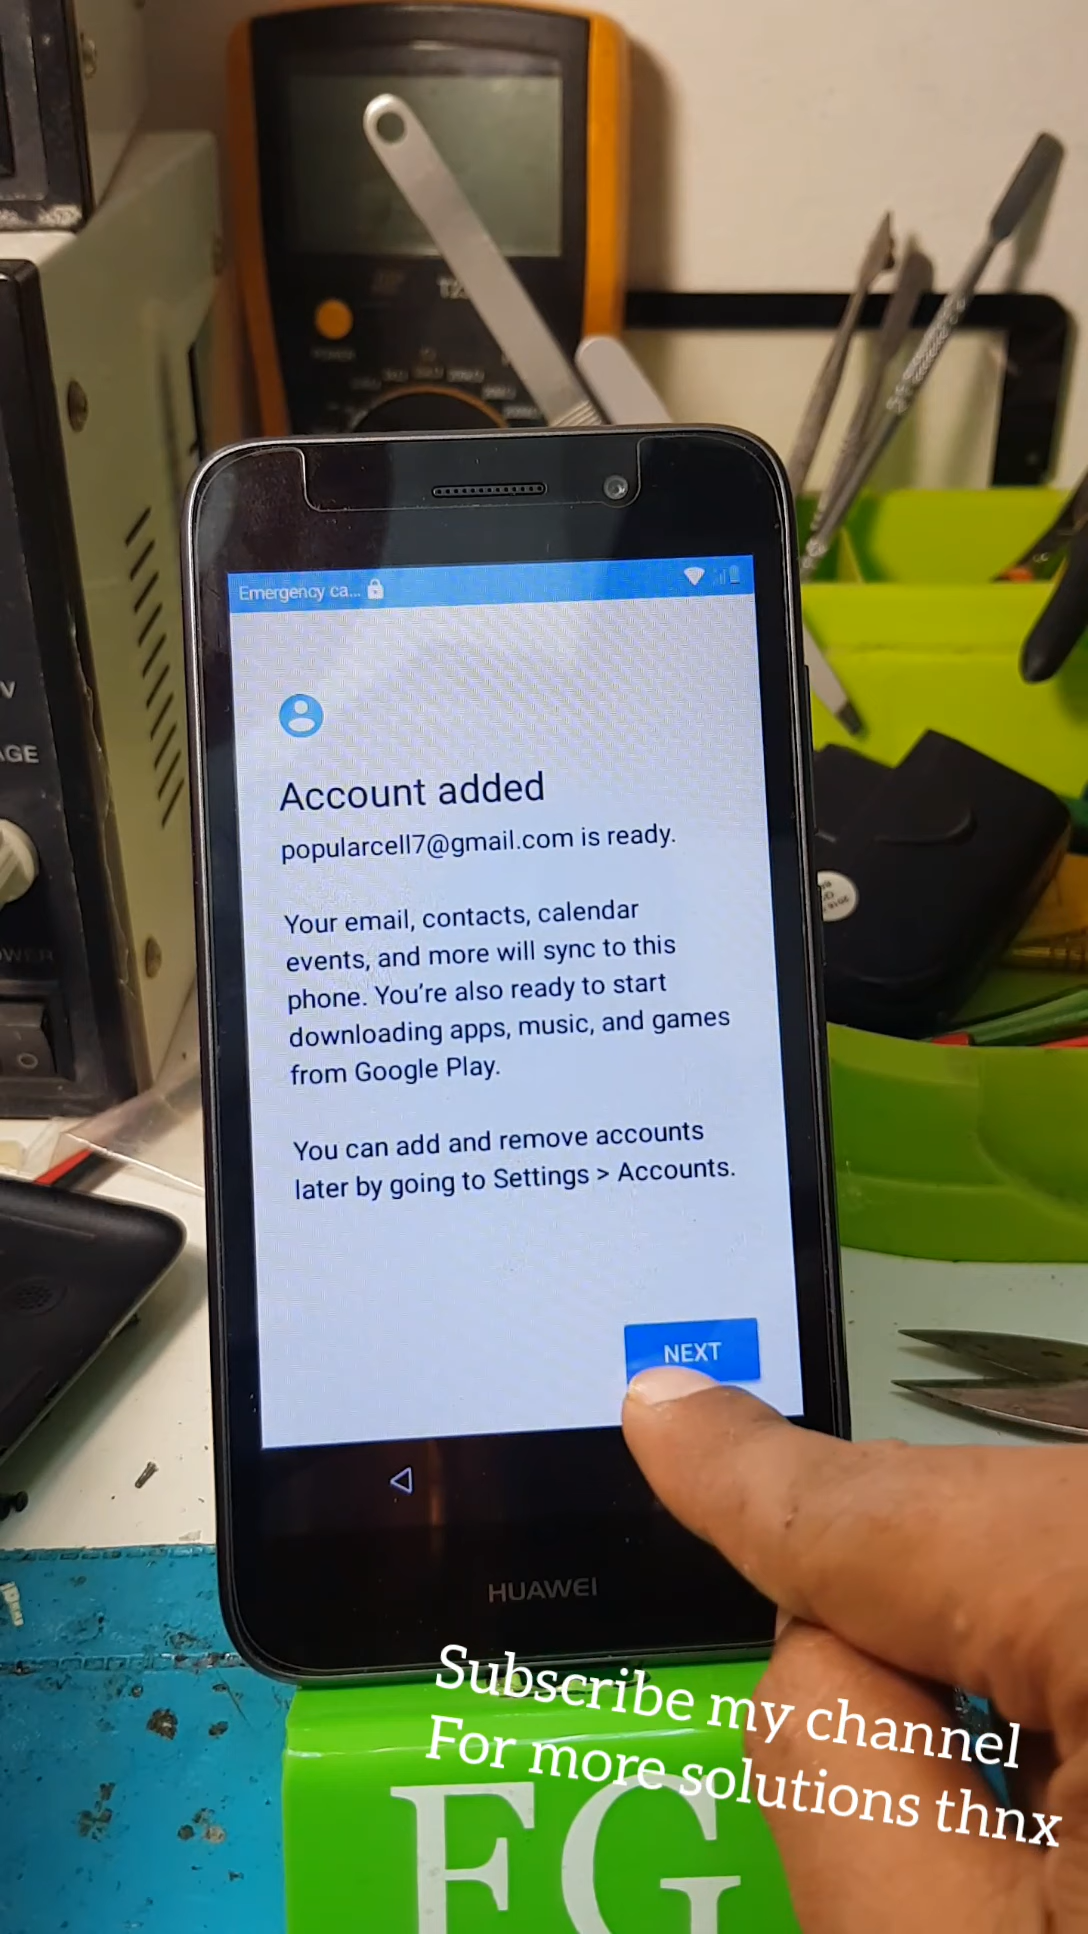 Emergency ca...
Account added
popularcell7@gmail.com is ready.
Your email, contacts, calendar
events, and more will sync to this
phone. You're also ready to start
downloading apps, music, and games
from Google Play.
You can add and remove accounts
later by going to Settings > Accounts.
NEXT
HUAWEI
Subscribe my channel
For more solutions thnx
FG